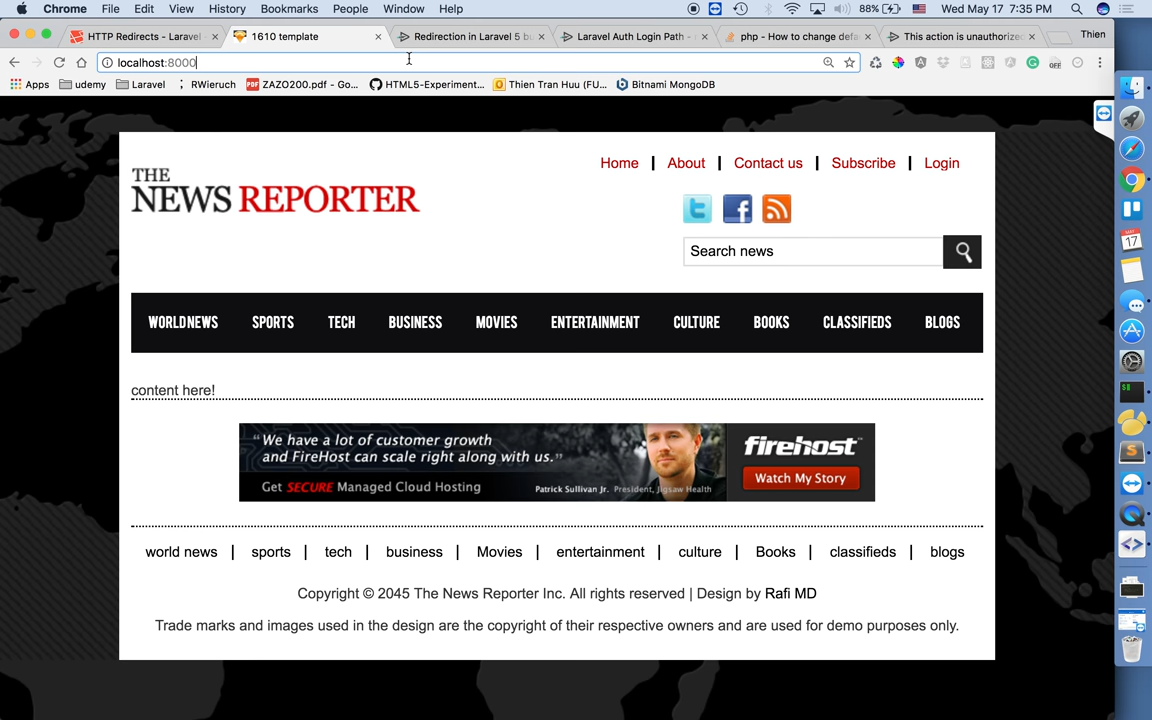 Chrome File Edit View History Bookmarks People Window Help 88% Wed May 17 7:35 PM
HTTP Redirects - Laravel 1610 template Redirection in Laravel 5 bu Laravel Auth Login Path - php - How to change defa This action is unauthorized Thien
localhost:8000
Apps udemy Laravel RWieruch PDF ZAZO200.pdf - Go... HTML5-Experiment... Thien Tran Huu (FU... Bitnami MongoDB
Home | About | Contact us | Subscribe | Login
THE
NEWS REPORTER
Search news
WORLDNEWS SPORTS TECH BUSINESS MOVIES ENTERTAINMENT CULTURE BOOKS CLASSIFIEDS BLOGS
content here!
“We have a lot of customer growth
and FireHost can scale right along with us.”
Get SECURE Managed Cloud Hosting
Patrick Sullivan Jr. President, Jigsaw Health
firehost
Watch My Story
world news | sports | tech | business | Movies | entertainment | culture | Books | classifieds | blogs
Copyright © 2045 The News Reporter Inc. All rights reserved | Design by Rafi MD
Trade marks and images used in the design are the copyright of their respective owners and are used for demo purposes only.
17